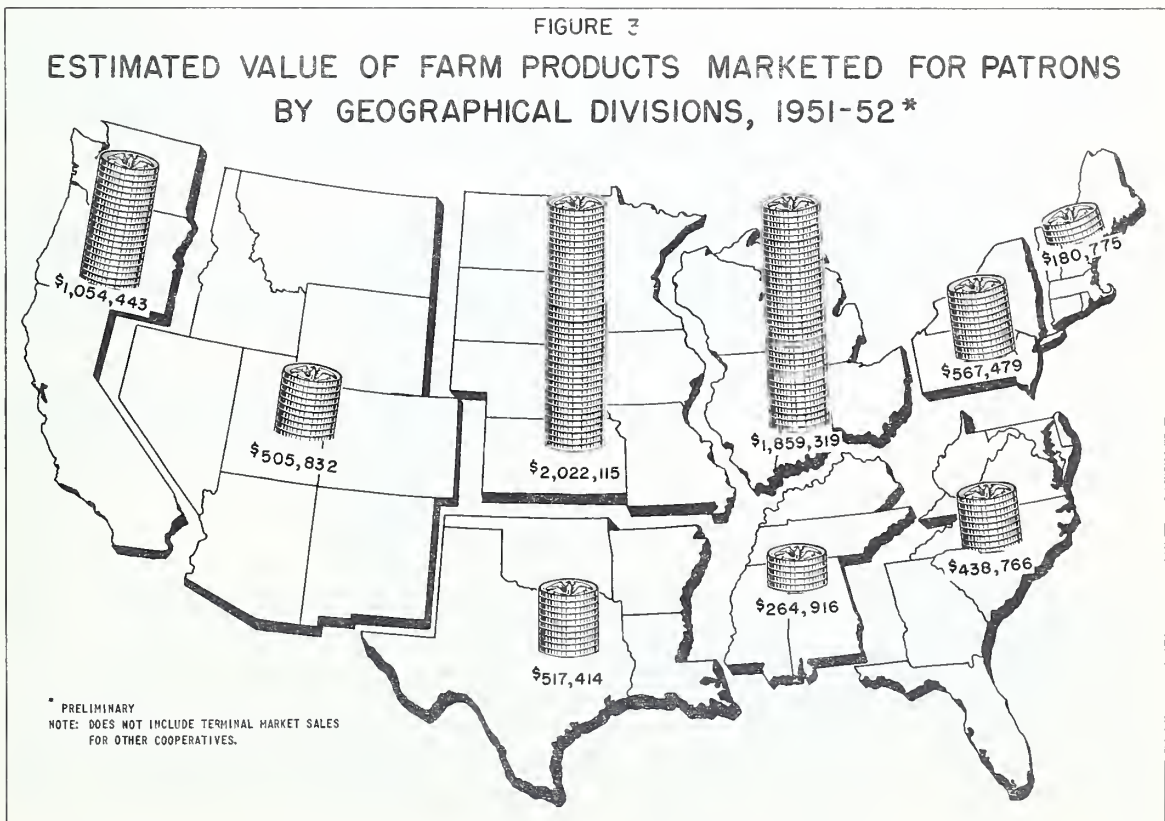 FIGURE 3
ESTIMATED VALUE OF FARM PRODUCTS MARKETED FOR PATRONS
BY GEOGRAPHICAL DIVISIONS, 1951-52*
$1,054,443
$505,832
$2,022,115
$1,859,319
$180,775
$567,479
$438,766
$264,916
$517,414
* PRELIMINARY
NOTE: DOES NOT INCLUDE TERMINAL MARKET SALES
FOR OTHER COOPERATIVES.